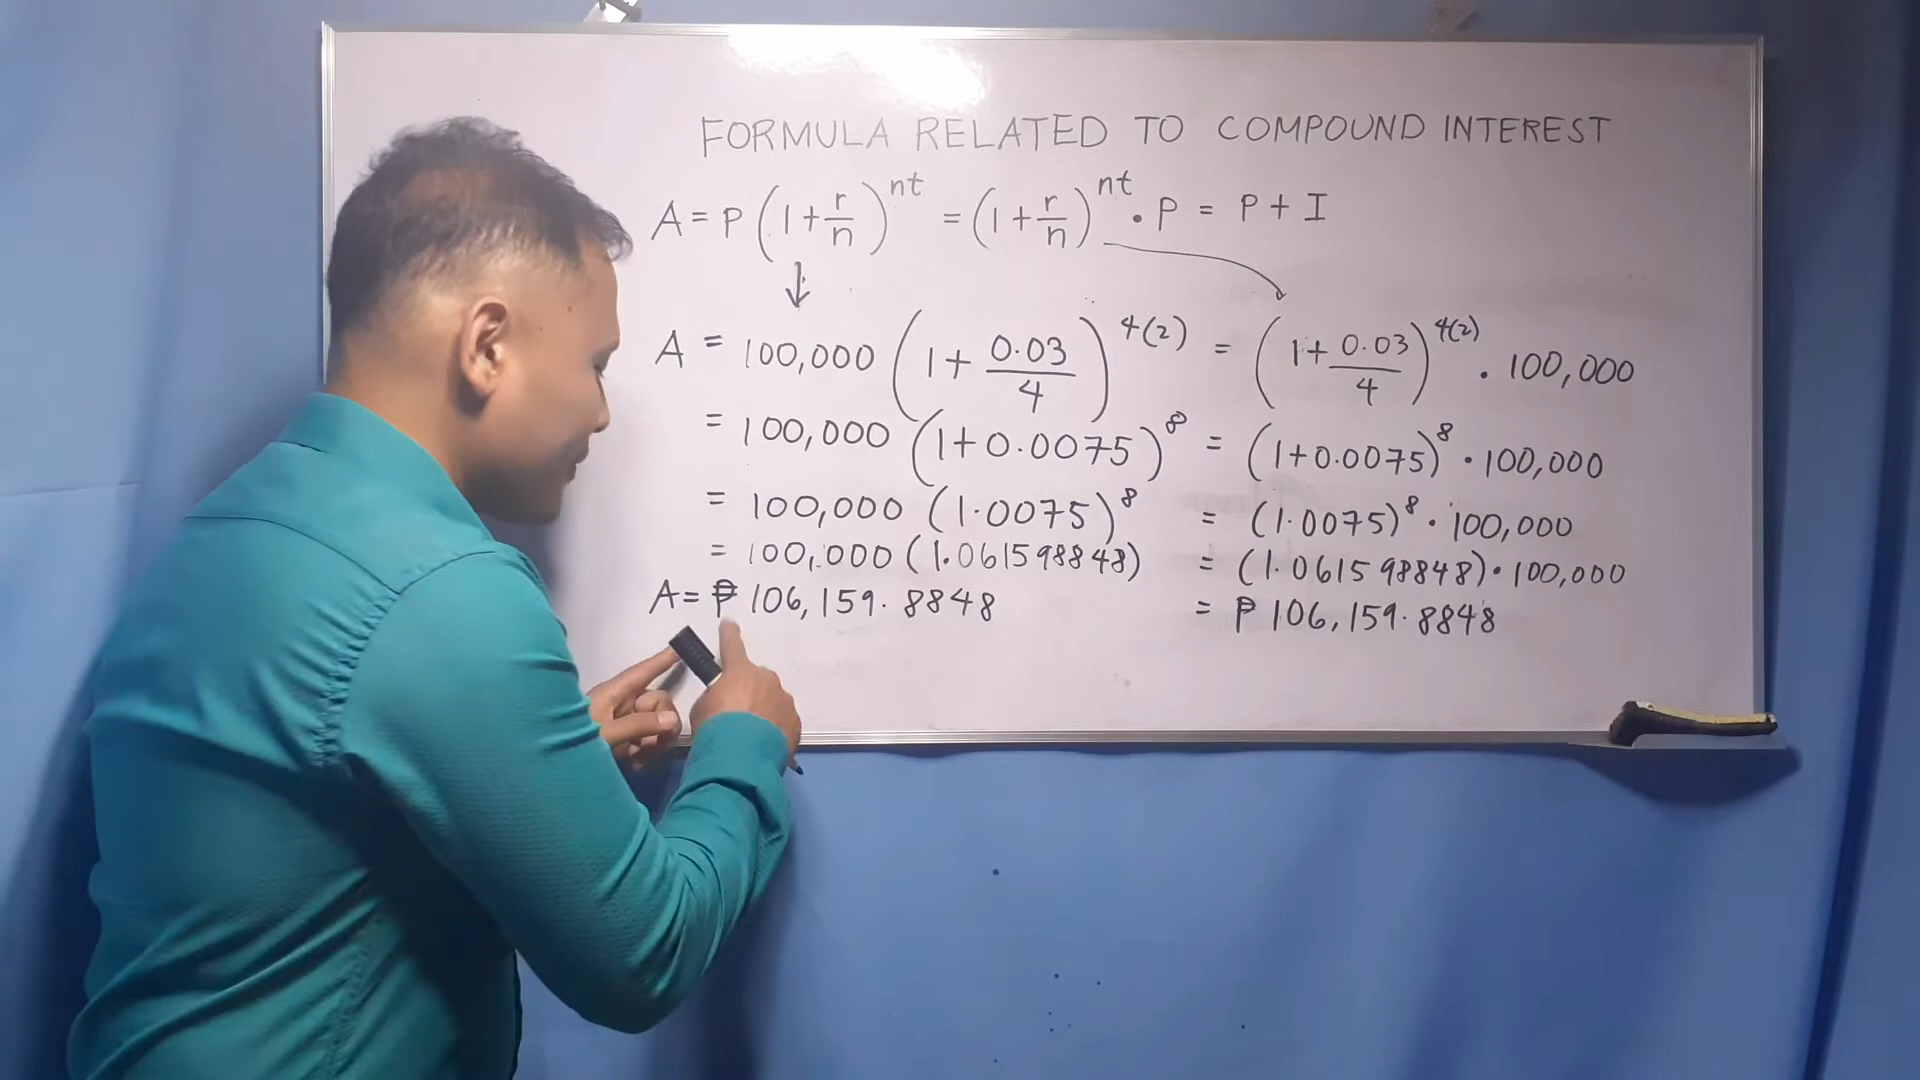 FORMULA RELATED TO COMPOUND INTEREST
A = P (1 + r/n)^nt = (1 + r/n)^nt • P = P + I
A = 100,000 (1 + 0.03/4)^4(2) = (1 + 0.03/4)^4(2) • 100,000
= 100,000 (1 + 0.0075)^8 = (1 + 0.0075)^8 • 100,000
= 100,000 (1.0075)^8 = (1.0075)^8 • 100,000
= 100,000 (1.061598848) = (1.061598848) • 100,000
A = ₱ 106,159.8848 = ₱ 106,159.8848